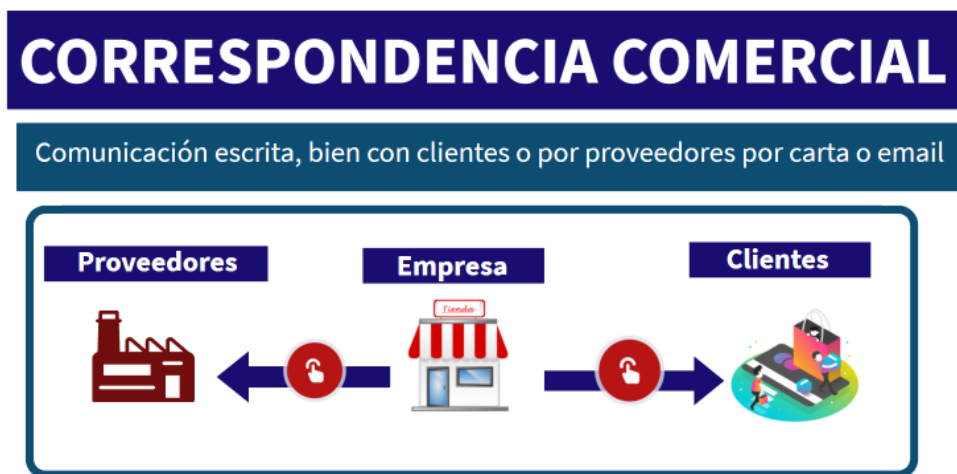 CORRESPONDENCIA COMERCIAL
Comunicación escrita, bien con clientes o por proveedores por carta o email
Proveedores
Empresa
Clientes
Tienda